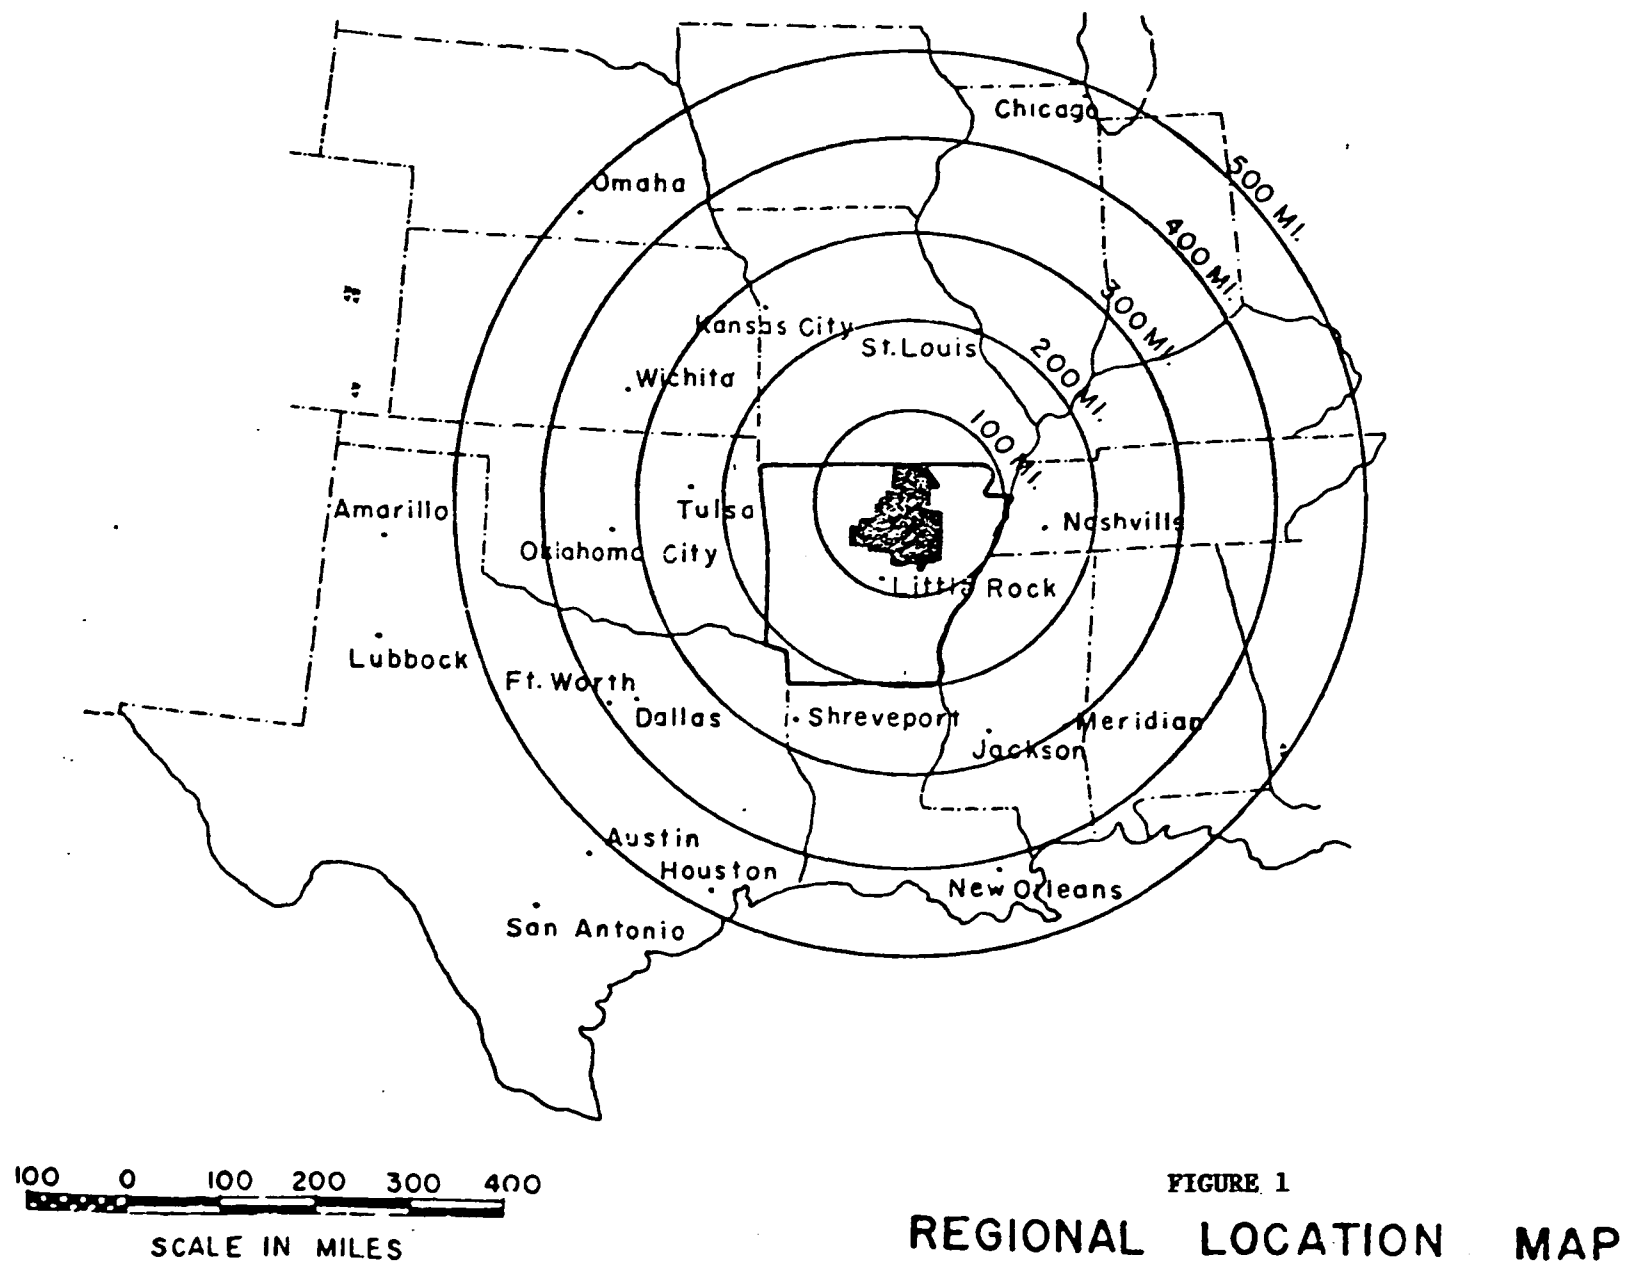 Chicago
500 MI.
Omaha
400 MI.
300 MI.
Kansas City
St. Louis
200 MI.
Wichita
100 MI.
Amarillo
Tulsa
Nashville
Oklahoma City
Little Rock
Lubbock
Ft. Worth
Dallas
Shreveport
Meridian
Jackson
Austin
Houston
New Orleans
San Antonio
100 0 100 200 300 400
SCALE IN MILES
FIGURE 1
REGIONAL LOCATION MAP